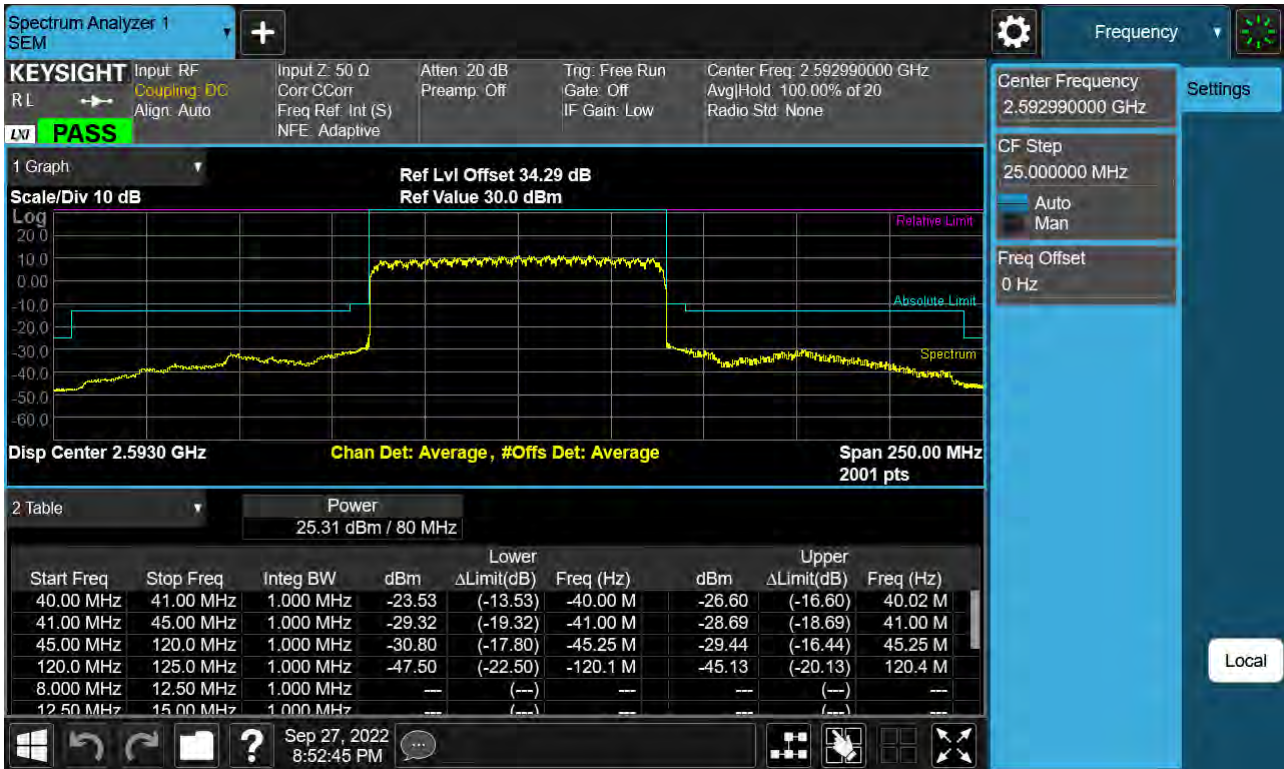 Spectrum Analyzer 1
SEM
Frequency
KEYSIGHT
R L
LXI PASS
Input: RF
Coupling: DC
Align: Auto
Input Z: 50 Ω
Corr CCorr
Freq Ref: Int (S)
NFE: Adaptive
Atten: 20 dB
Preamp: Off
Trig: Free Run
Gate: Off
IF Gain: Low
Center Freq: 2.592990000 GHz
Avg|Hold: 100.00% of 20
Radio Std: None
Center Frequency
2.592990000 GHz
Settings
CF Step
25.000000 MHz
Auto
Man
Freq Offset
0 Hz
Local
1 Graph
Scale/Div 10 dB
Ref Lvl Offset 34.29 dB
Ref Value 30.0 dBm
Log
20.0
10.0
0.00
-10.0
-20.0
-30.0
-40.0
-50.0
-60.0
Relative Limit
Absolute Limit
Spectrum
Disp Center 2.5930 GHz
Chan Det: Average, #Offs Det: Average
Span 250.00 MHz
2001 pts
2 Table
Power
25.31 dBm / 80 MHz
Lower Upper
Start Freq Stop Freq Integ BW dBm ΔLimit(dB) Freq (Hz) dBm ΔLimit(dB) Freq (Hz)
40.00 MHz 41.00 MHz 1.000 MHz -23.53 (-13.53) -40.00 M -26.60 (-16.60) 40.02 M
41.00 MHz 45.00 MHz 1.000 MHz -29.32 (-19.32) -41.00 M -28.69 (-18.69) 41.00 M
45.00 MHz 120.0 MHz 1.000 MHz -30.80 (-17.80) -45.25 M -29.44 (-16.44) 45.25 M
120.0 MHz 125.0 MHz 1.000 MHz -47.50 (-22.50) -120.1 M -45.13 (-20.13) 120.4 M
8.000 MHz 12.50 MHz 1.000 MHz --- (---) --- --- (---) ---
12.50 MHz 15.00 MHz 1.000 MHz --- (---) --- --- (---) ---
? Sep 27, 2022
8:52:45 PM